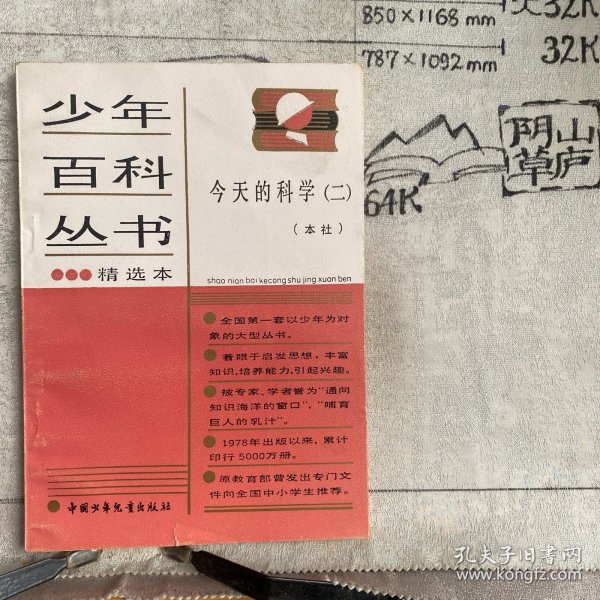 850×1168 mm
大32K
787×1092 mm
32K
64K
阴山
草庐
少年
百科
丛书
精选本
今天的科学(二)
(本社)
shao nian bai ke cong shu jing xuan ben
全国第一套以少年为对
象的大型丛书。
着眼于启发思想,丰富
知识,培养能力,引起兴趣。
被专家、学者誉为“通向
知识海洋的窗口”,“哺育
巨人的乳汁”。
1978年出版以来,累计
印行5000万册。
原教育部曾发出专门文
件向全国中小学生推荐。
中国少年儿童出版社
孔夫子旧书网
www.kongfz.com